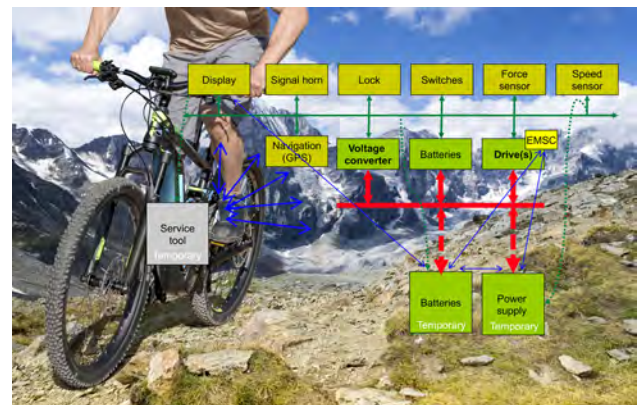 Display
Signal horn
Lock
Switches
Force
sensor
Speed
sensor
Navigation
(GPS)
Voltage
converter
Batteries
Drive(s)
EMSC
Service
tool
Temporary
Batteries
Temporary
Power
supply
Temporary